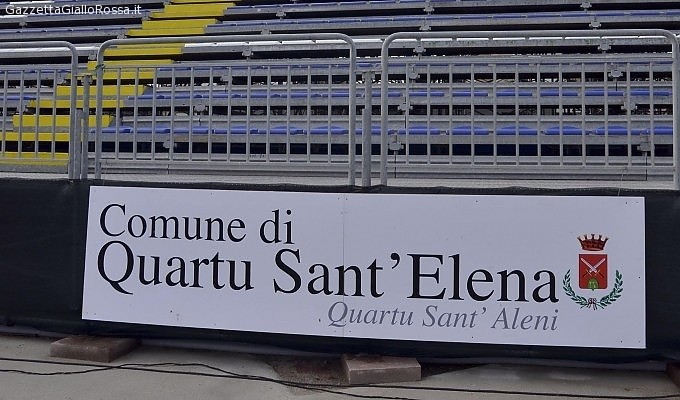 GazzettaGialloRossa.it
Comune di
Quartu Sant'Elena
Quartu Sant'Aleni